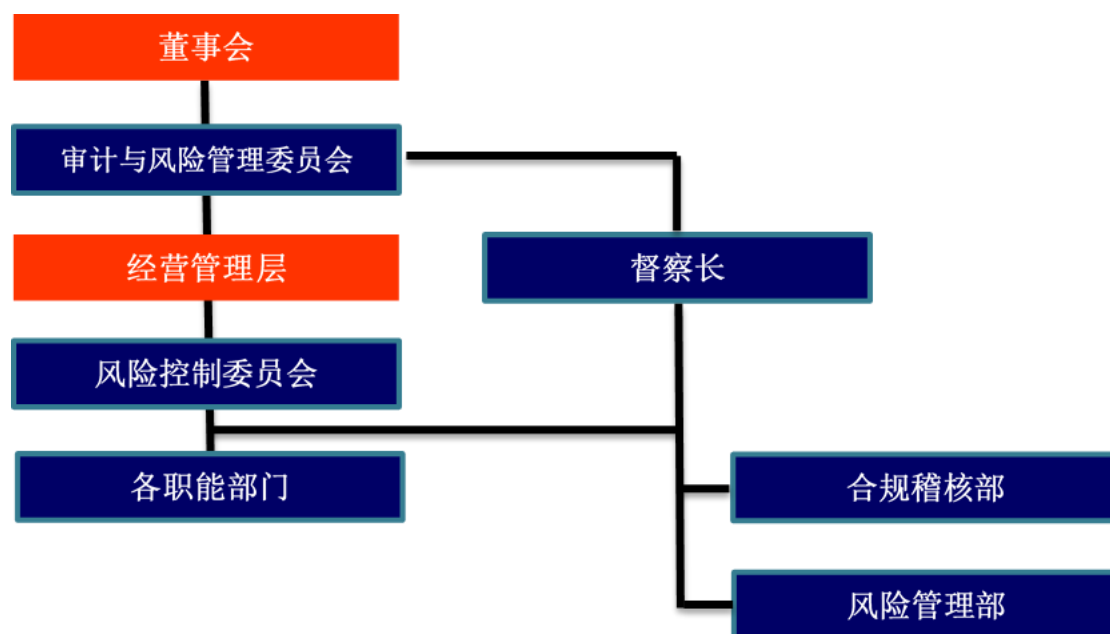 董事会
审计与风险管理委员会
经营管理层
督察长
风险控制委员会
各职能部门
合规稽核部
风险管理部